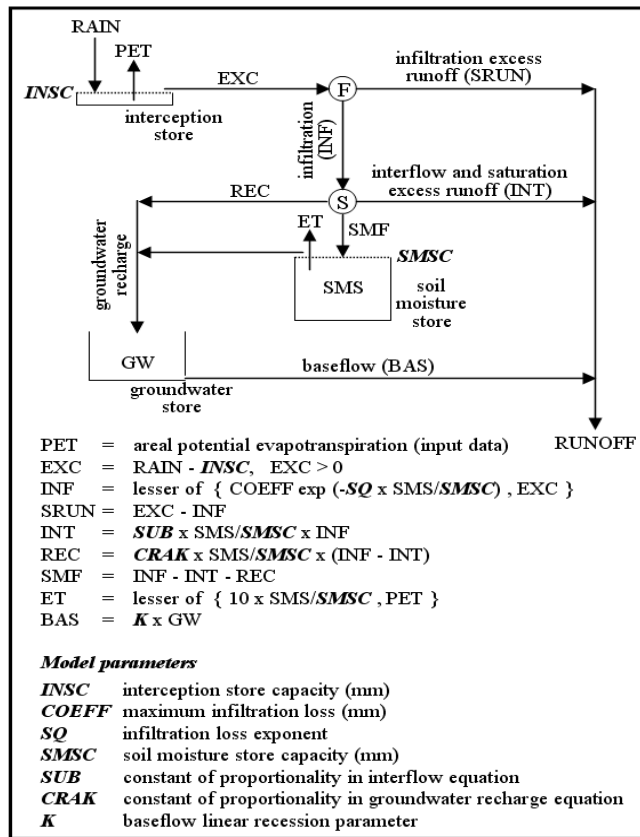 RAIN
PET
INSC
EXC
interception
store
F
infiltration excess
runoff (SRUN)
infiltration
(INF)
REC
S
interflow and saturation
excess runoff (INT)
ET
SMF
SMSC
groundwater
recharge
SMS
soil
moisture
store
GW
groundwater
store
baseflow (BAS)
RUNOFF
PET = areal potential evapotranspiration (input data)
EXC = RAIN - INSC, EXC > 0
INF = lesser of { COEFF exp (-SQ x SMS/SMSC) , EXC }
SRUN = EXC - INF
INT = SUB x SMS/SMSC x INF
REC = CRAK x SMS/SMSC x (INF - INT)
SMF = INF - INT - REC
ET = lesser of { 10 x SMS/SMSC , PET }
BAS = K x GW
Model parameters
INSC interception store capacity (mm)
COEFF maximum infiltration loss (mm)
SQ infiltration loss exponent
SMSC soil moisture store capacity (mm)
SUB constant of proportionality in interflow equation
CRAK constant of proportionality in groundwater recharge equation
K baseflow linear recession parameter